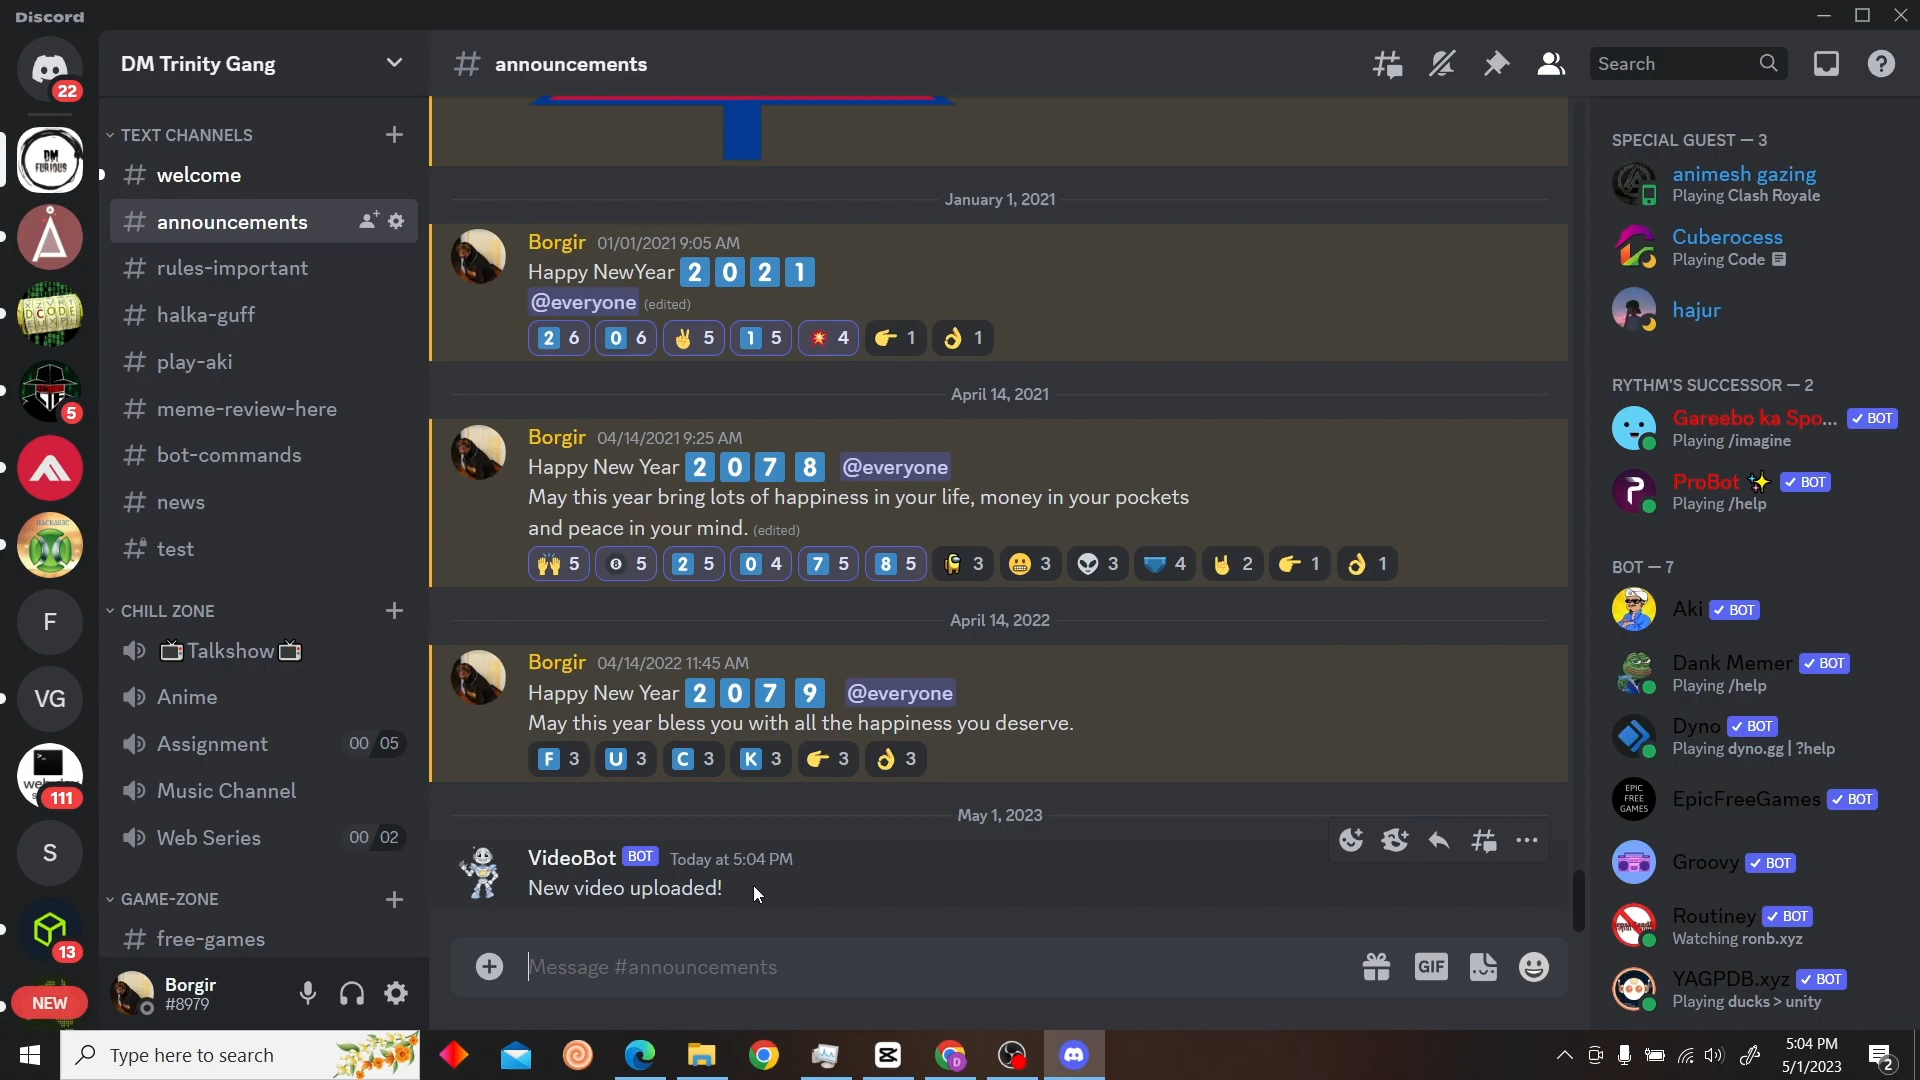 Discord
22
DM FURIOUS
5
F
VG
111
S
13
NEW
DM Trinity Gang
TEXT CHANNELS
welcome
announcements
rules-important
halka-guff
play-aki
meme-review-here
bot-commands
news
test
CHILL ZONE
📺Talkshow📺
Anime
Assignment 00 05
Music Channel
Web Series 00 02
GAME-ZONE
free-games
Borgir
#8979
announcements
Search
January 1, 2021
Borgir 01/01/2021 9:05 AM
Happy NewYear 2 0 2 1
@everyone (edited)
2 6 0 6 ✌ 5 1 5 💥 4 👉 1 👌 1
April 14, 2021
Borgir 04/14/2021 9:25 AM
Happy New Year 2 0 7 8 @everyone
May this year bring lots of happiness in your life, money in your pockets
and peace in your mind. (edited)
🙌 5 🎱 5 2 5 0 4 7 5 8 5 3 😬 3 👽 3 🩲 4 🤘 2 👉 1 👌 1
April 14, 2022
Borgir 04/14/2022 11:45 AM
Happy New Year 2 0 7 9 @everyone
May this year bless you with all the happiness you deserve.
F 3 U 3 C 3 K 3 👉 3 👌 3
May 1, 2023
VideoBot BOT Today at 5:04 PM
New video uploaded!
Message #announcements
GIF
SPECIAL GUEST — 3
animesh gazing
Playing Clash Royale
Cuberocess
Playing Code
hajur
RYTHM'S SUCCESSOR — 2
Gareebo ka Spo... ✓ BOT
Playing /imagine
ProBot ✨ ✓ BOT
Playing /help
BOT — 7
Aki ✓ BOT
Dank Memer ✓ BOT
Playing /help
Dyno ✓ BOT
Playing dyno.gg | ?help
EPIC FREE GAMES
EpicFreeGames ✓ BOT
Groovy ✓ BOT
Routiney ✓ BOT
Watching ronb.xyz
YAGPDB.xyz ✓ BOT
Playing ducks > unity
Type here to search
D
5:04 PM
5/1/2023
2